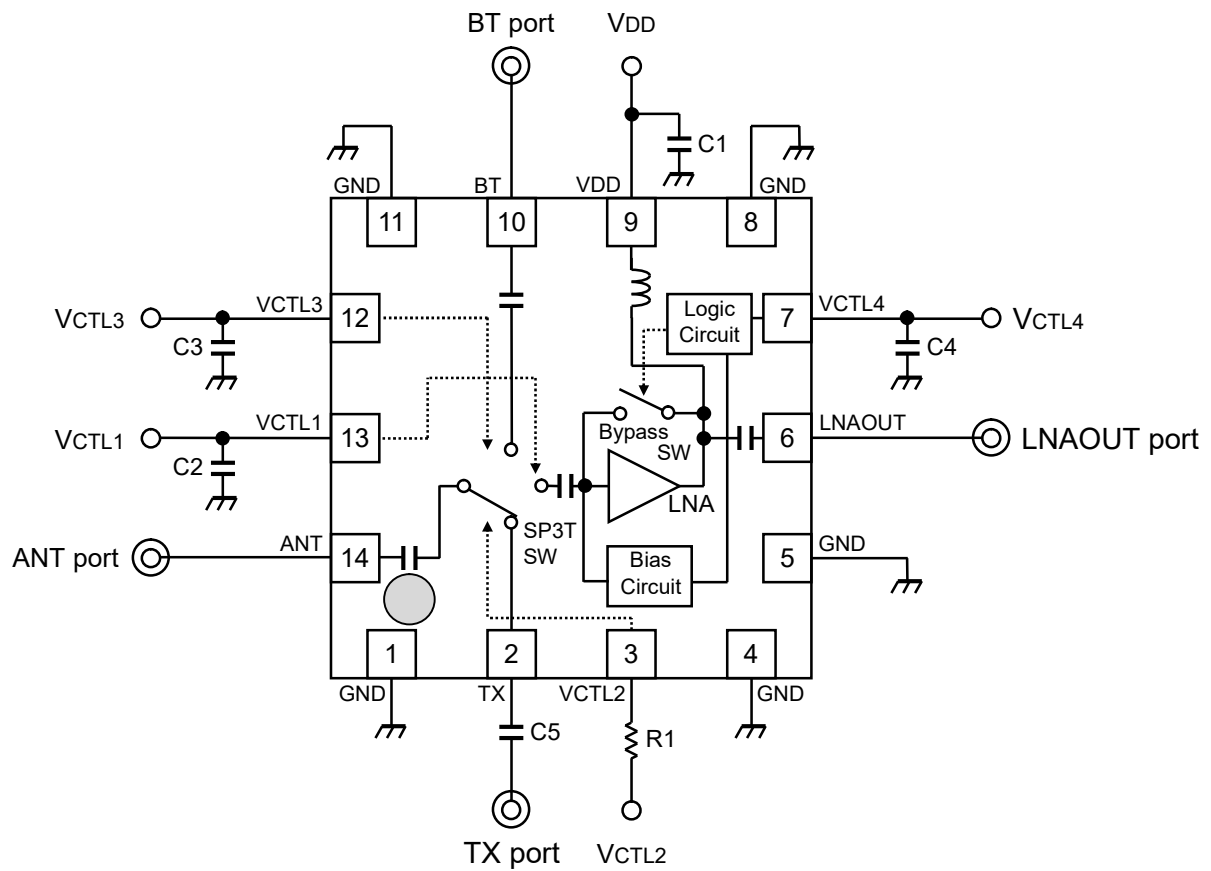 BT port
VDD
C1
GND
BT
VDD
GND
11
10
9
8
VCTL3
VCTL3
12
Logic
Circuit
7
VCTL4
VCTL4
C3
C4
VCTL1
VCTL1
13
Bypass
SW
6
LNAOUT
LNAOUT port
C2
LNA
SP3T
SW
ANT port
ANT
14
Bias
Circuit
5
GND
1
2
3
4
GND
TX
VCTL2
GND
C5
R1
TX port
VCTL2